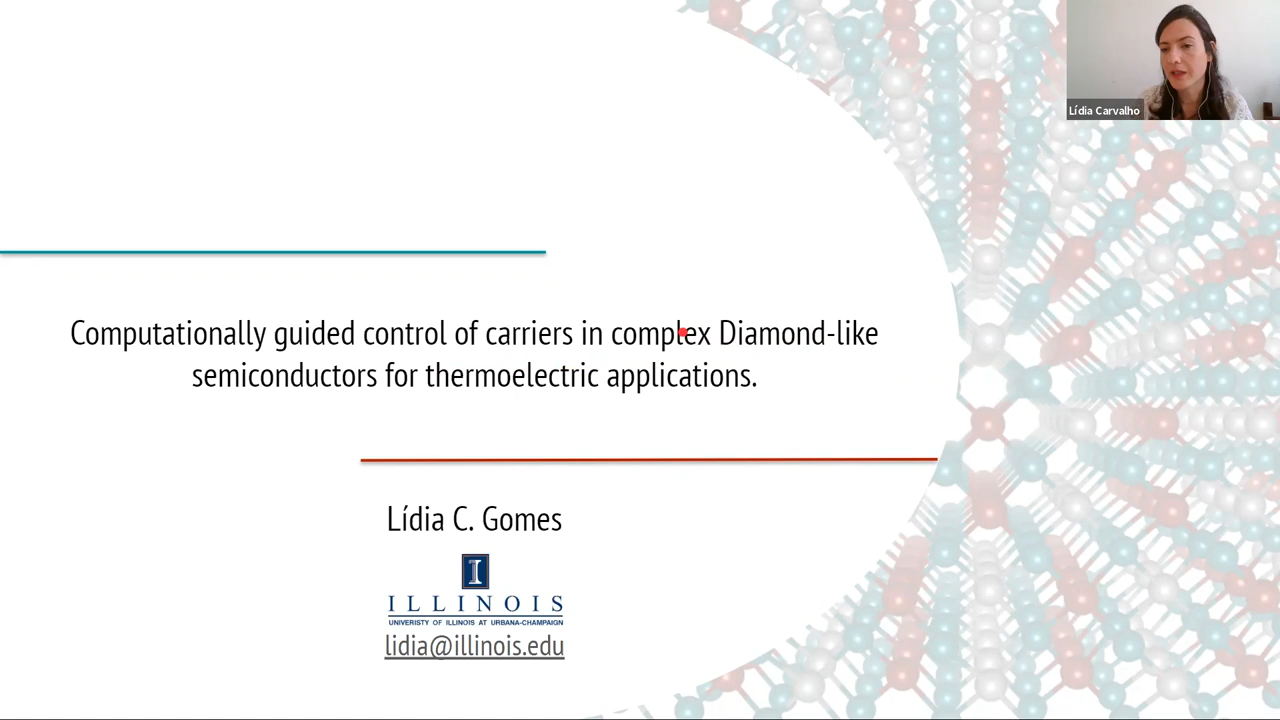 Lídia Carvalho
Computationally guided control of carriers in complex Diamond-like
semiconductors for thermoelectric applications.
Lídia C. Gomes
I
ILLINOIS
UNIVERISTY OF ILLINOIS AT URBANA-CHAMPAIGN
lidia@illinois.edu